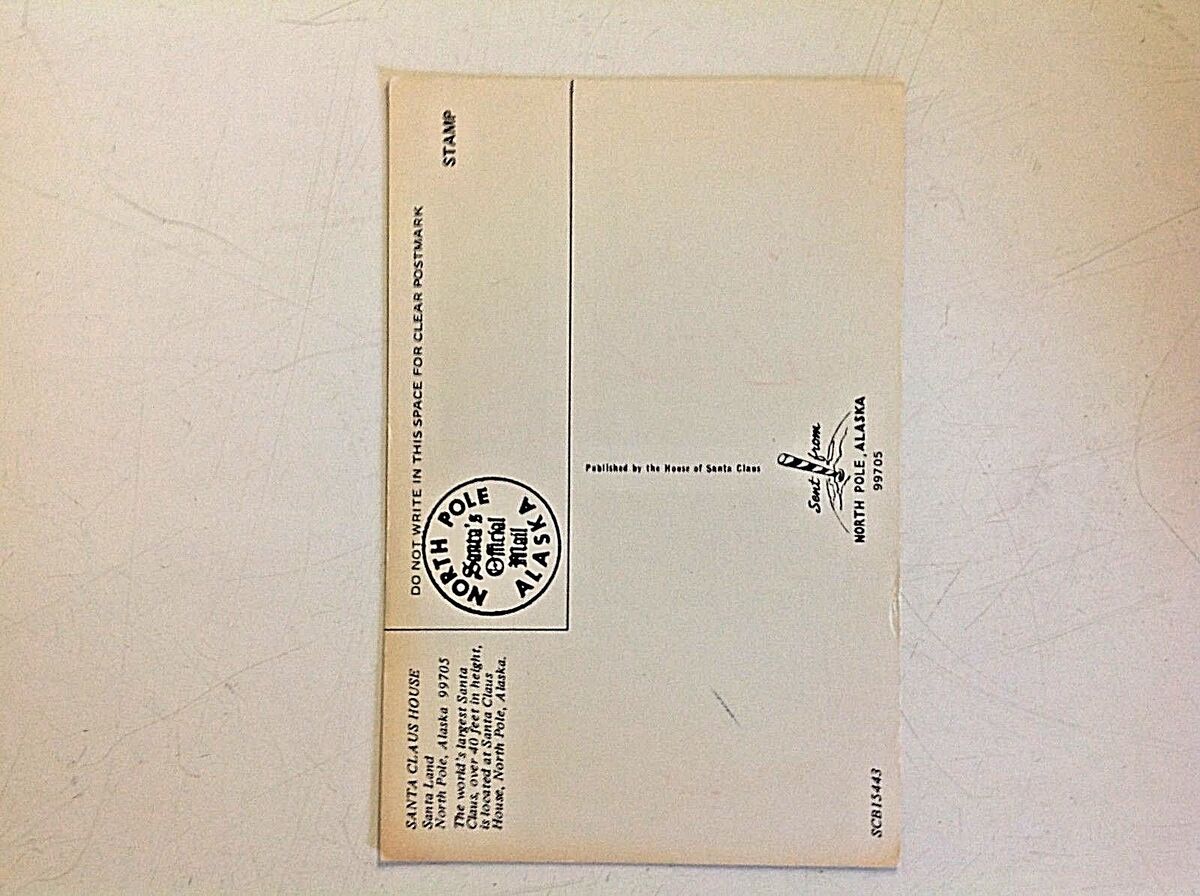 SANTA CLAUS HOUSE
Santa Land
North Pole, Alaska 99705
The world's largest Santa
Claus, over 40 feet in height,
is located at Santa Claus
House, North Pole, Alaska.
DO NOT WRITE IN THIS SPACE FOR CLEAR POSTMARK
STAMP
NORTH POLE
Santa's
Official
Mail
ALASKA
Published by the House of Santa Claus
Sent from
NORTH POLE, ALASKA
99705
SCB15443